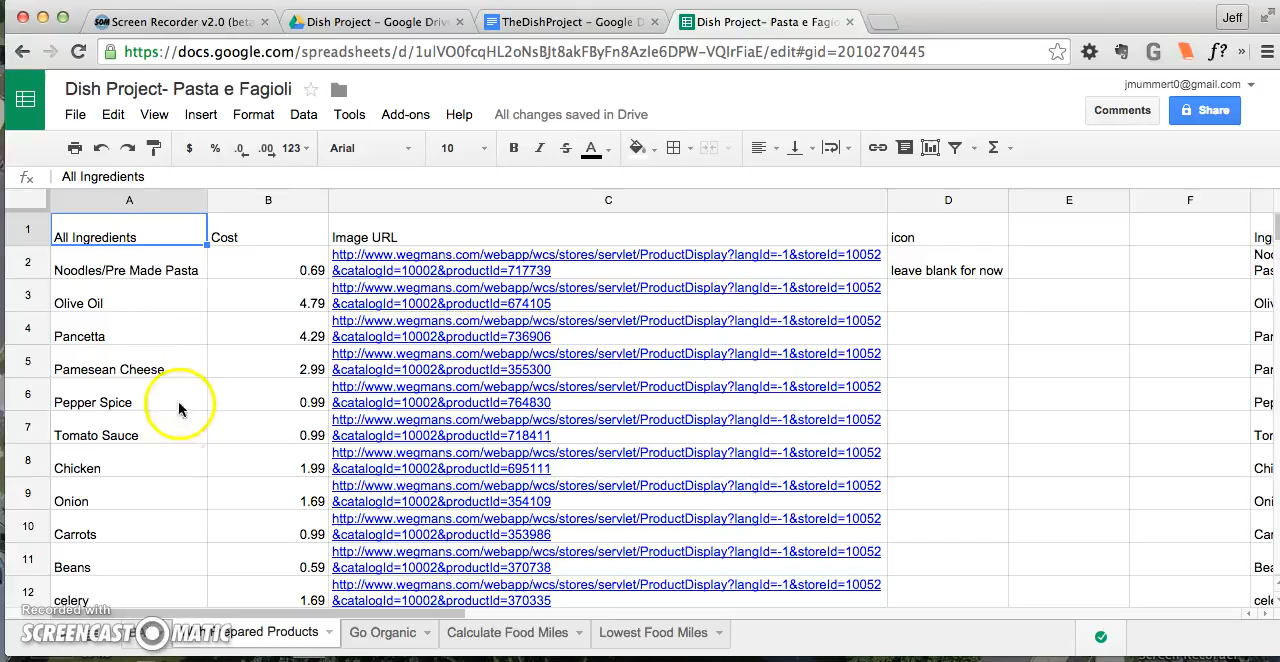 Screen Recorder v2.0 (beta
Dish Project – Google Drive
TheDishProject – Google D
Dish Project– Pasta e Fagio
Jeff
https://docs.google.com/spreadsheets/d/1ulVO0fcqHL2oNsBJt8akFByFn8Azle6DPW-VQIrFiaE/edit#gid=2010270445
Dish Project- Pasta e Fagioli
jmummert0@gmail.com
File Edit View Insert Format Data Tools Add-ons Help All changes saved in Drive
Comments Share
$ % .0 .00 123 Arial 10 B I S A Σ
fx All Ingredients
A B C D E F
1 All Ingredients Cost Image URL icon Ing
2 Noodles/Pre Made Pasta 0.69 http://www.wegmans.com/webapp/wcs/stores/servlet/ProductDisplay?langId=-1&storeId=10052 leave blank for now Noo
&catalogId=10002&productId=717739 Pas
3 Olive Oil 4.79 http://www.wegmans.com/webapp/wcs/stores/servlet/ProductDisplay?langId=-1&storeId=10052 Oliv
&catalogId=10002&productId=674105
4 Pancetta 4.29 http://www.wegmans.com/webapp/wcs/stores/servlet/ProductDisplay?langId=-1&storeId=10052 Par
&catalogId=10002&productId=736906
5 Pamesean Cheese 2.99 http://www.wegmans.com/webapp/wcs/stores/servlet/ProductDisplay?langId=-1&storeId=10052 Par
&catalogId=10002&productId=355300
6 Pepper Spice 0.99 http://www.wegmans.com/webapp/wcs/stores/servlet/ProductDisplay?langId=-1&storeId=10052 Pep
&catalogId=10002&productId=764830
7 Tomato Sauce 0.99 http://www.wegmans.com/webapp/wcs/stores/servlet/ProductDisplay?langId=-1&storeId=10052 Ton
&catalogId=10002&productId=718411
8 Chicken 1.99 http://www.wegmans.com/webapp/wcs/stores/servlet/ProductDisplay?langId=-1&storeId=10052 Chi
&catalogId=10002&productId=695111
9 Onion 1.69 http://www.wegmans.com/webapp/wcs/stores/servlet/ProductDisplay?langId=-1&storeId=10052 Oni
&catalogId=10002&productId=354109
10 Carrots 0.99 http://www.wegmans.com/webapp/wcs/stores/servlet/ProductDisplay?langId=-1&storeId=10052 Car
&catalogId=10002&productId=353986
11 Beans 0.59 http://www.wegmans.com/webapp/wcs/stores/servlet/ProductDisplay?langId=-1&storeId=10052 Bea
&catalogId=10002&productId=370738
12 celery 1.69 http://www.wegmans.com/webapp/wcs/stores/servlet/ProductDisplay?langId=-1&storeId=10052 cele
&catalogId=10002&productId=370335
Recorded with
SCREENCAST-O-MATIC
Prepared Products Go Organic Calculate Food Miles Lowest Food Miles